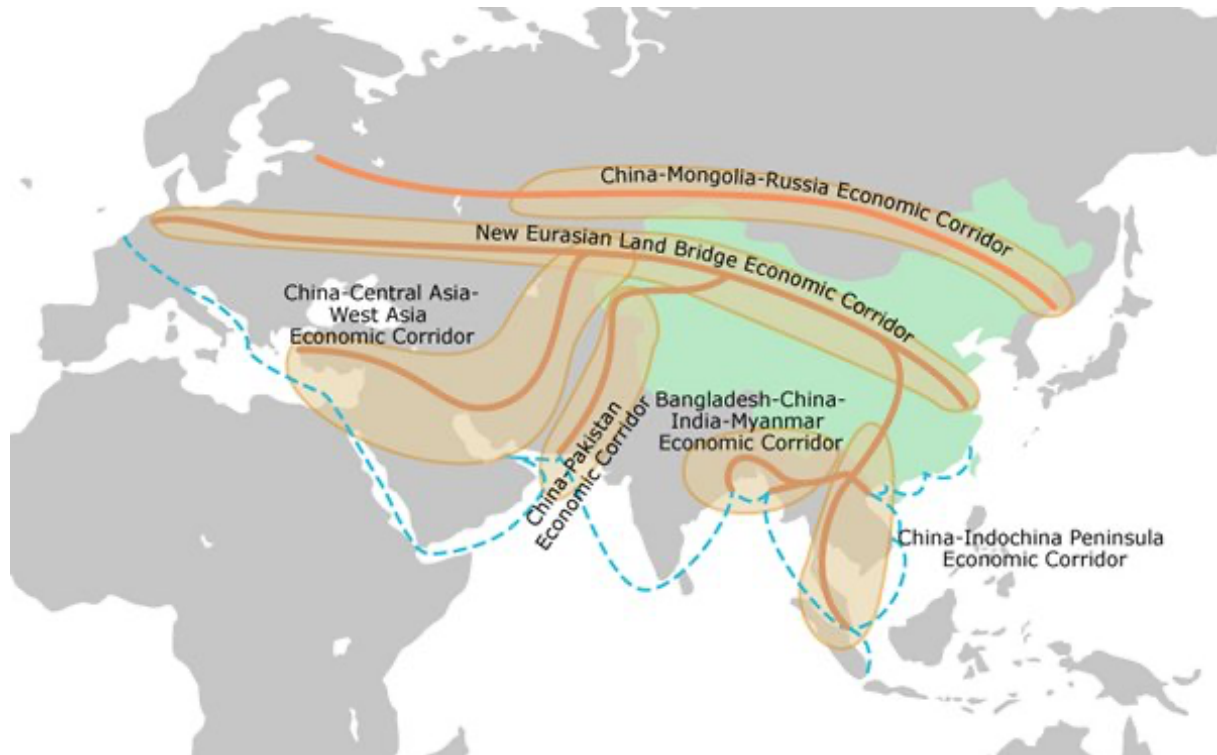 China-Mongolia-Russia Economic Corridor
New Eurasian Land Bridge Economic Corridor
China-Central Asia-
West Asia
Economic Corridor
China-Pakistan
Economic Corridor
Bangladesh-China-
India-Myanmar
Economic Corridor
China-Indochina Peninsula
Economic Corridor